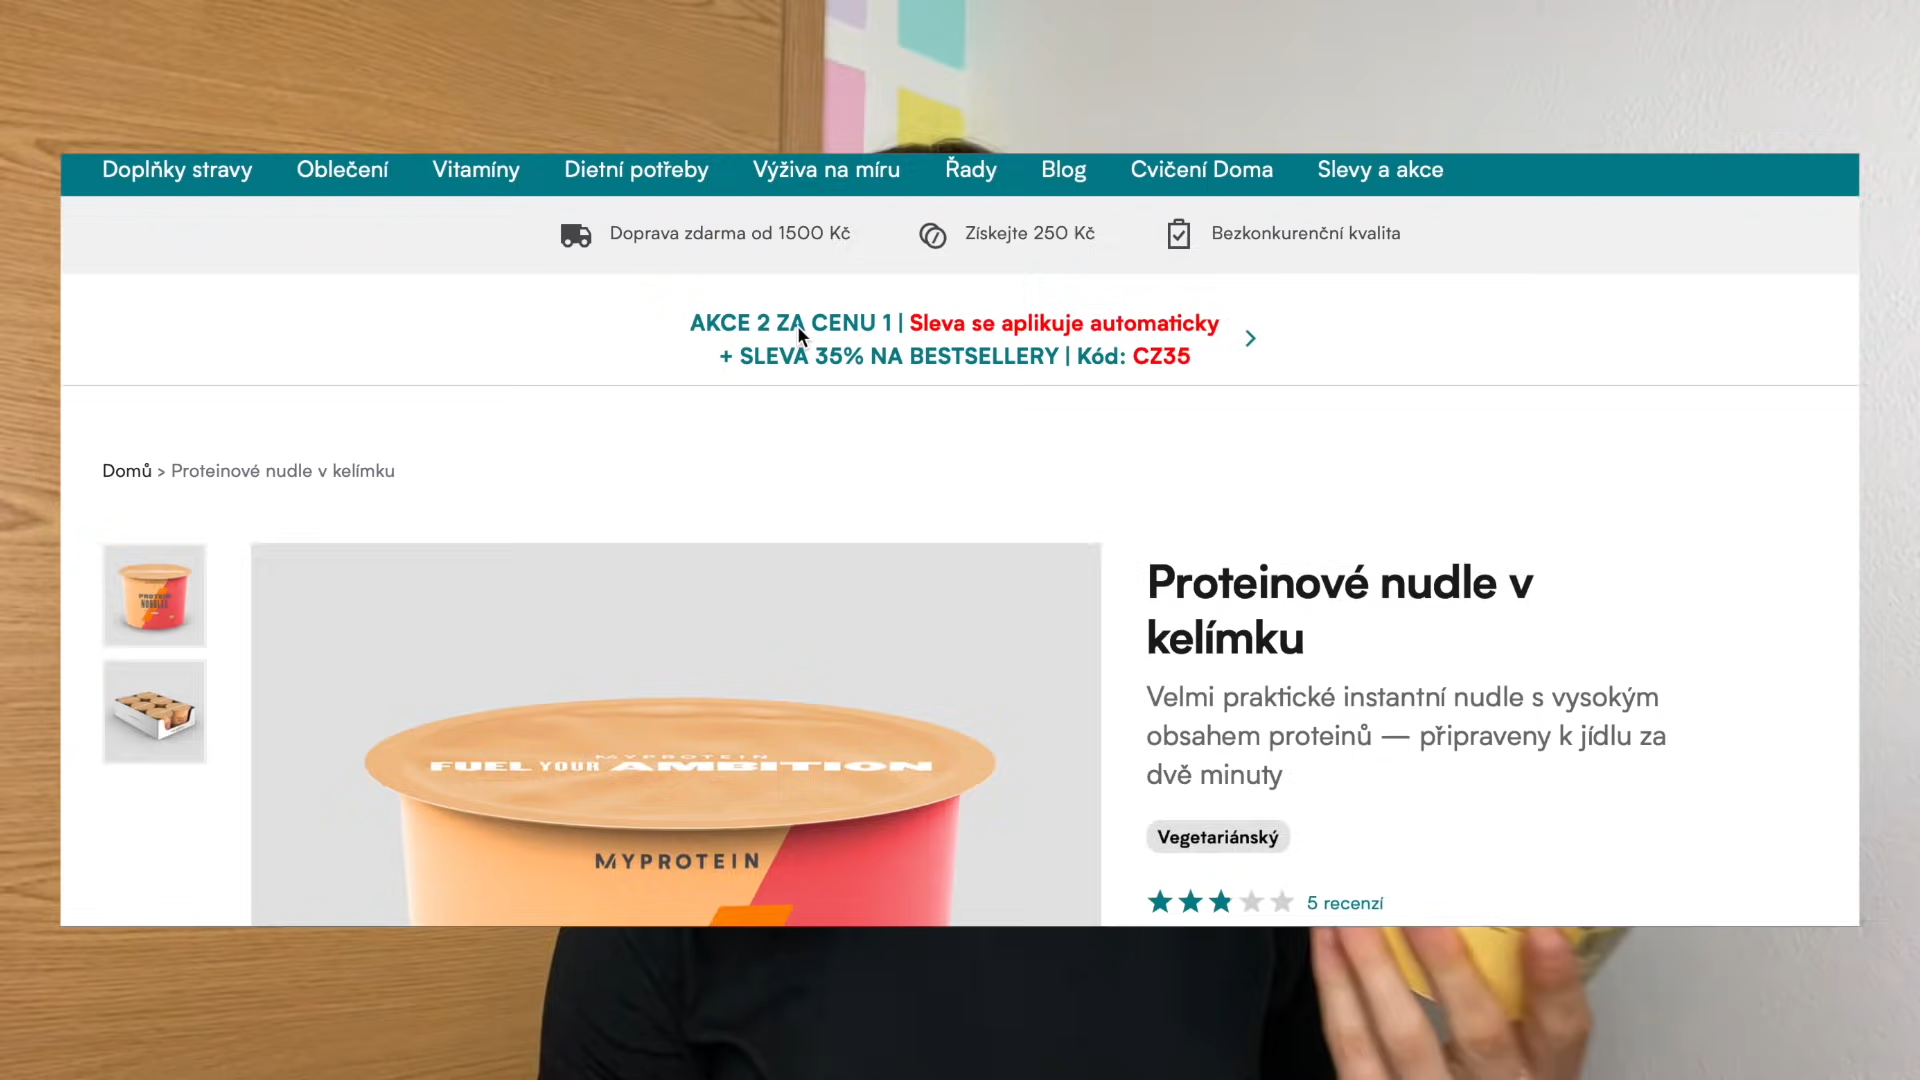 Doplňky stravy Oblečení Vitamíny Dietní potřeby Výživa na míru Řady Blog Cvičení Doma Slevy a akce
Doprava zdarma od 1500 Kč Získejte 250 Kč Bezkonkurenční kvalita
AKCE 2 ZA CENU 1 | Sleva se aplikuje automaticky
+ SLEVA 35% NA BESTSELLERY | Kód: CZ35
Domů > Proteinové nudle v kelímku
PROTEIN
NOODLES
MYPROTEIN
FUEL YOUR AMBITION
MYPROTEIN
Proteinové nudle v
kelímku
Velmi praktické instantní nudle s vysokým
obsahem proteinů — připraveny k jídlu za
dvě minuty
Vegetariánský
5 recenzí